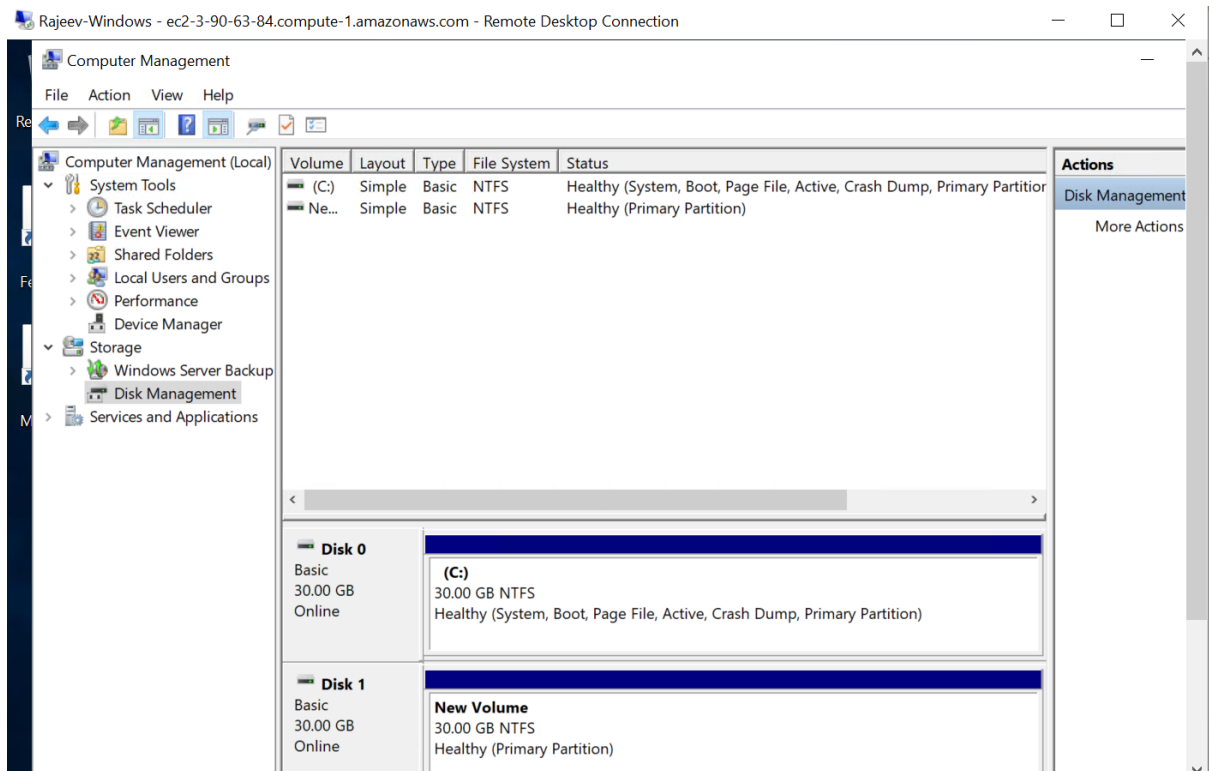 Rajeev-Windows - ec2-3-90-63-84.compute-1.amazonaws.com - Remote Desktop Connection
Computer Management
File Action View Help
Re
Computer Management (Local)
System Tools
Task Scheduler
Event Viewer
Shared Folders
Fe
Local Users and Groups
Performance
Device Manager
Storage
Windows Server Backup
Disk Management
M
Services and Applications
Volume Layout Type File System Status
(C:) Simple Basic NTFS Healthy (System, Boot, Page File, Active, Crash Dump, Primary Partition
Ne... Simple Basic NTFS Healthy (Primary Partition)
Disk 0
Basic
30.00 GB
Online
(C:)
30.00 GB NTFS
Healthy (System, Boot, Page File, Active, Crash Dump, Primary Partition)
Disk 1
Basic
30.00 GB
Online
New Volume
30.00 GB NTFS
Healthy (Primary Partition)
Actions
Disk Management
More Actions